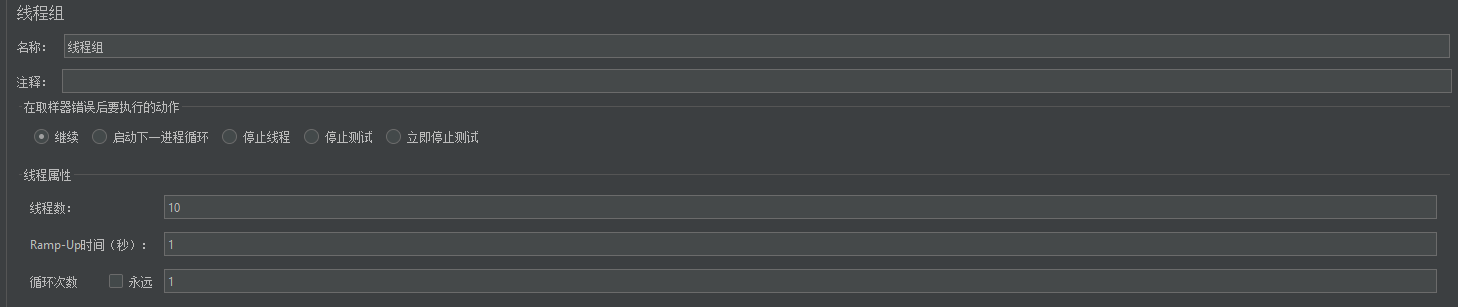 线程组
名称： 线程组
注释：
在取样器错误后要执行的动作
继续 启动下一进程循环 停止线程 停止测试 立即停止测试
线程属性
线程数： 10
Ramp-Up时间（秒）： 1
循环次数 永远 1